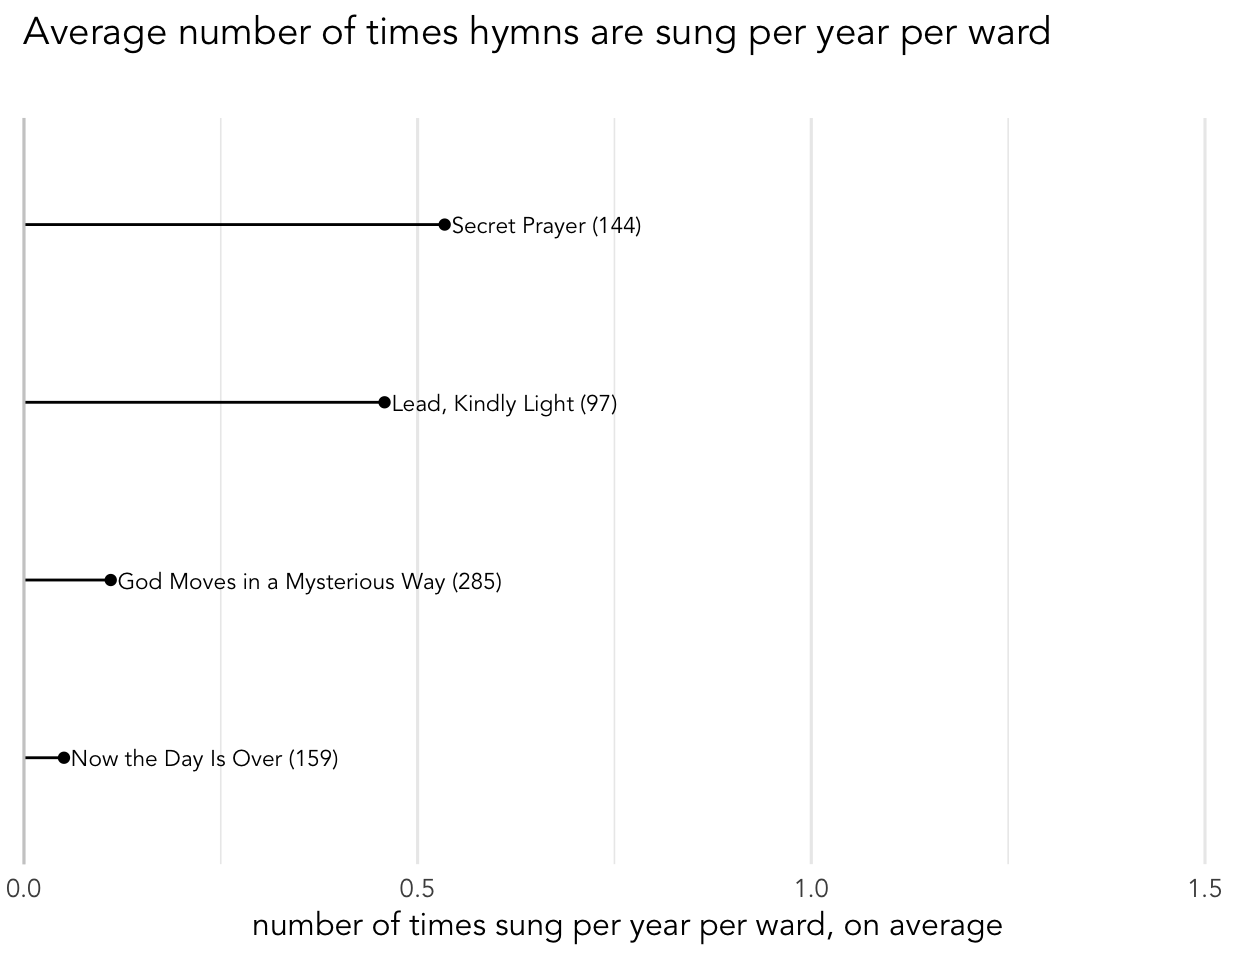 Average number of times hymns are sung per year per ward
Secret Prayer (144)
Lead, Kindly Light (97)
God Moves in a Mysterious Way (285)
Now the Day Is Over (159)
0.0 0.5 1.0 1.5
number of times sung per year per ward, on average